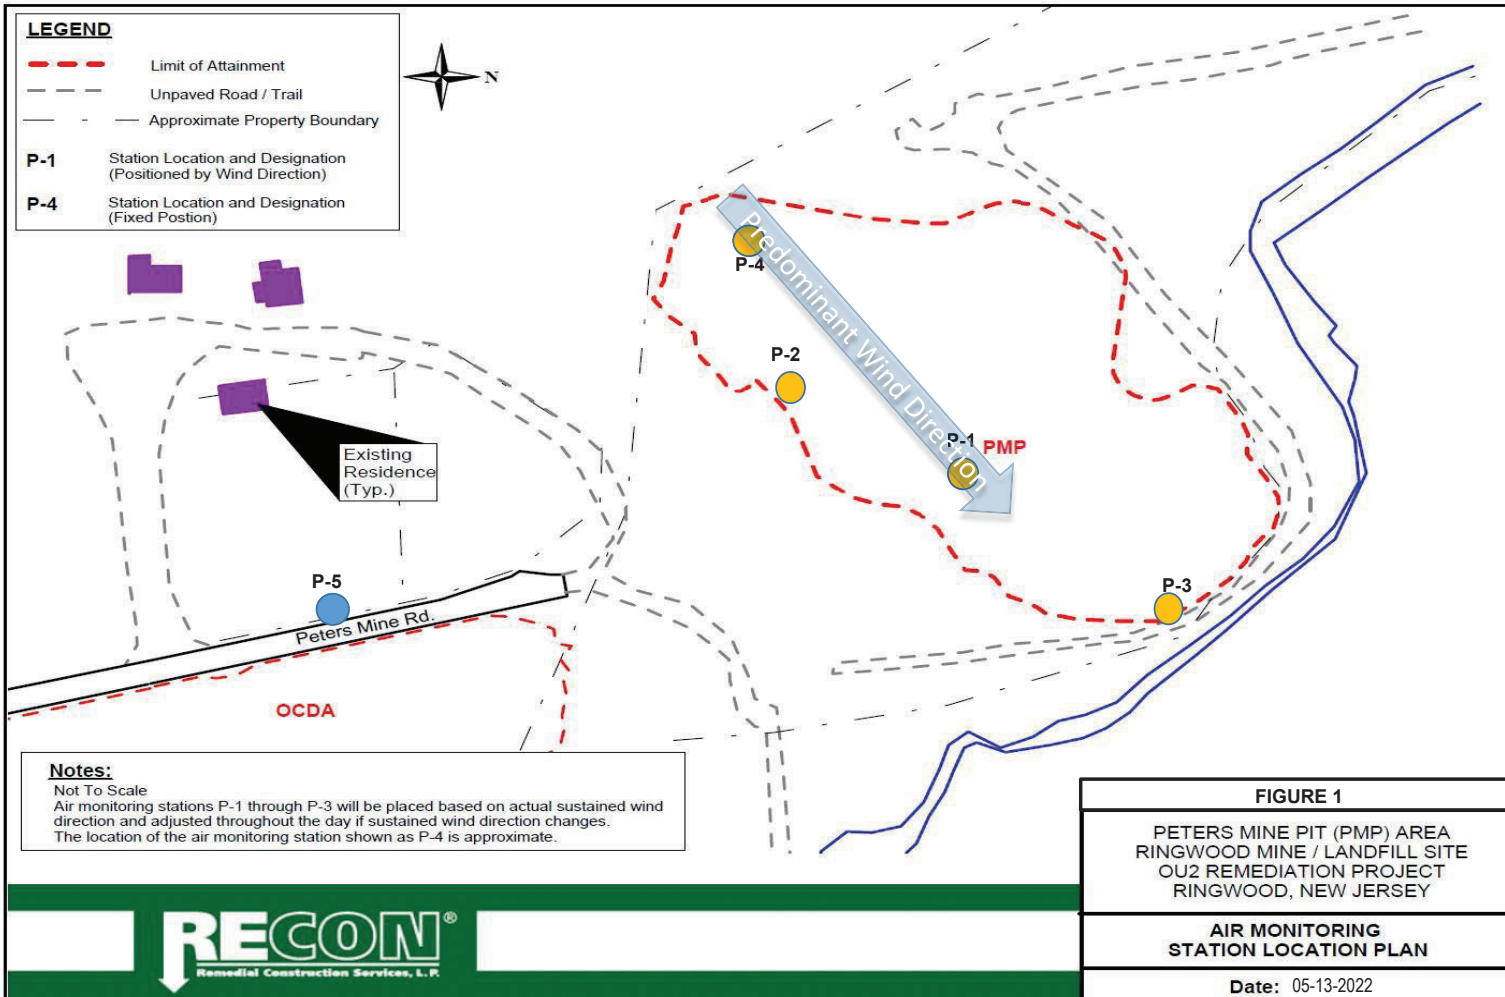 LEGEND
Limit of Attainment
Unpaved Road / Trail
Approximate Property Boundary
P-1 Station Location and Designation
(Positioned by Wind Direction)
P-4 Station Location and Designation
(Fixed Postion)
N
Predominant Wind Direction
P-4
P-2
P-1
PMP
P-3
Existing
Residence
(Typ.)
P-5
Peters Mine Rd.
OCDA
Notes:
Not To Scale
Air monitoring stations P-1 through P-3 will be placed based on actual sustained wind
direction and adjusted throughout the day if sustained wind direction changes.
The location of the air monitoring station shown as P-4 is approximate.
RECON®
Remedial Construction Services, L.P.
FIGURE 1
PETERS MINE PIT (PMP) AREA
RINGWOOD MINE / LANDFILL SITE
OU2 REMEDIATION PROJECT
RINGWOOD, NEW JERSEY
AIR MONITORING
STATION LOCATION PLAN
Date: 05-13-2022